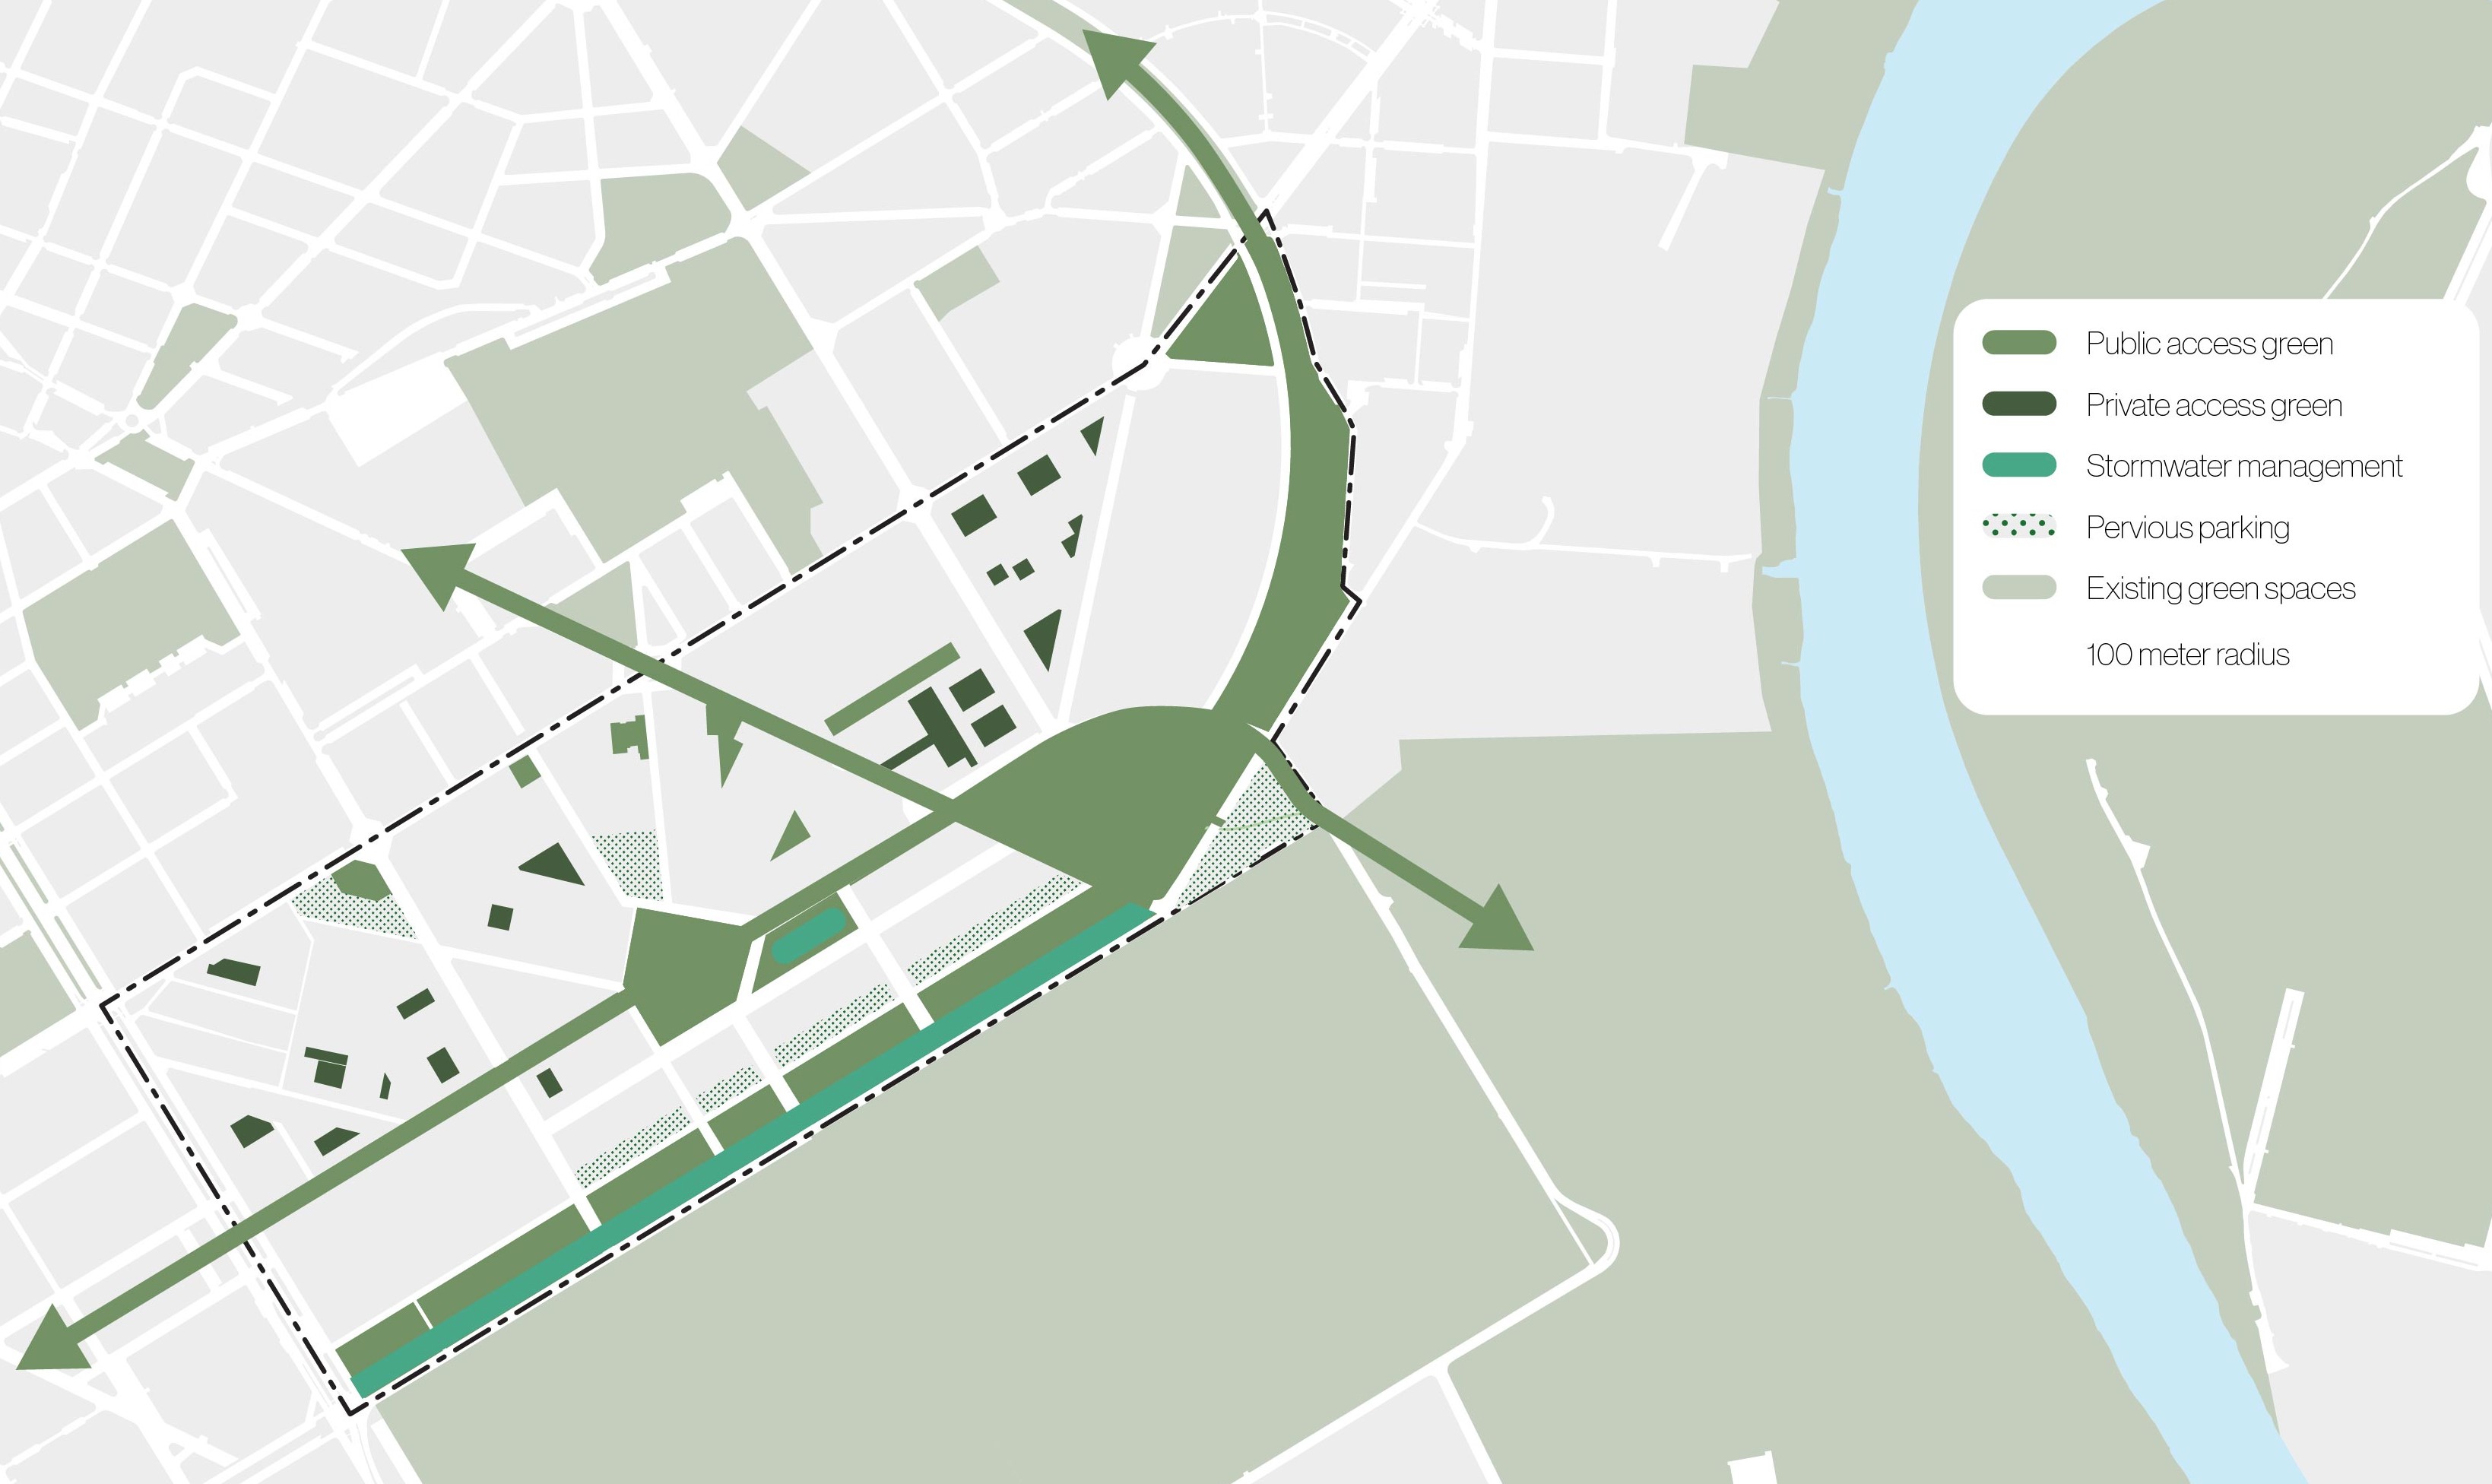 Public access green
Private access green
Stormwater management
Pervious parking
Existing green spaces
100 meter radius